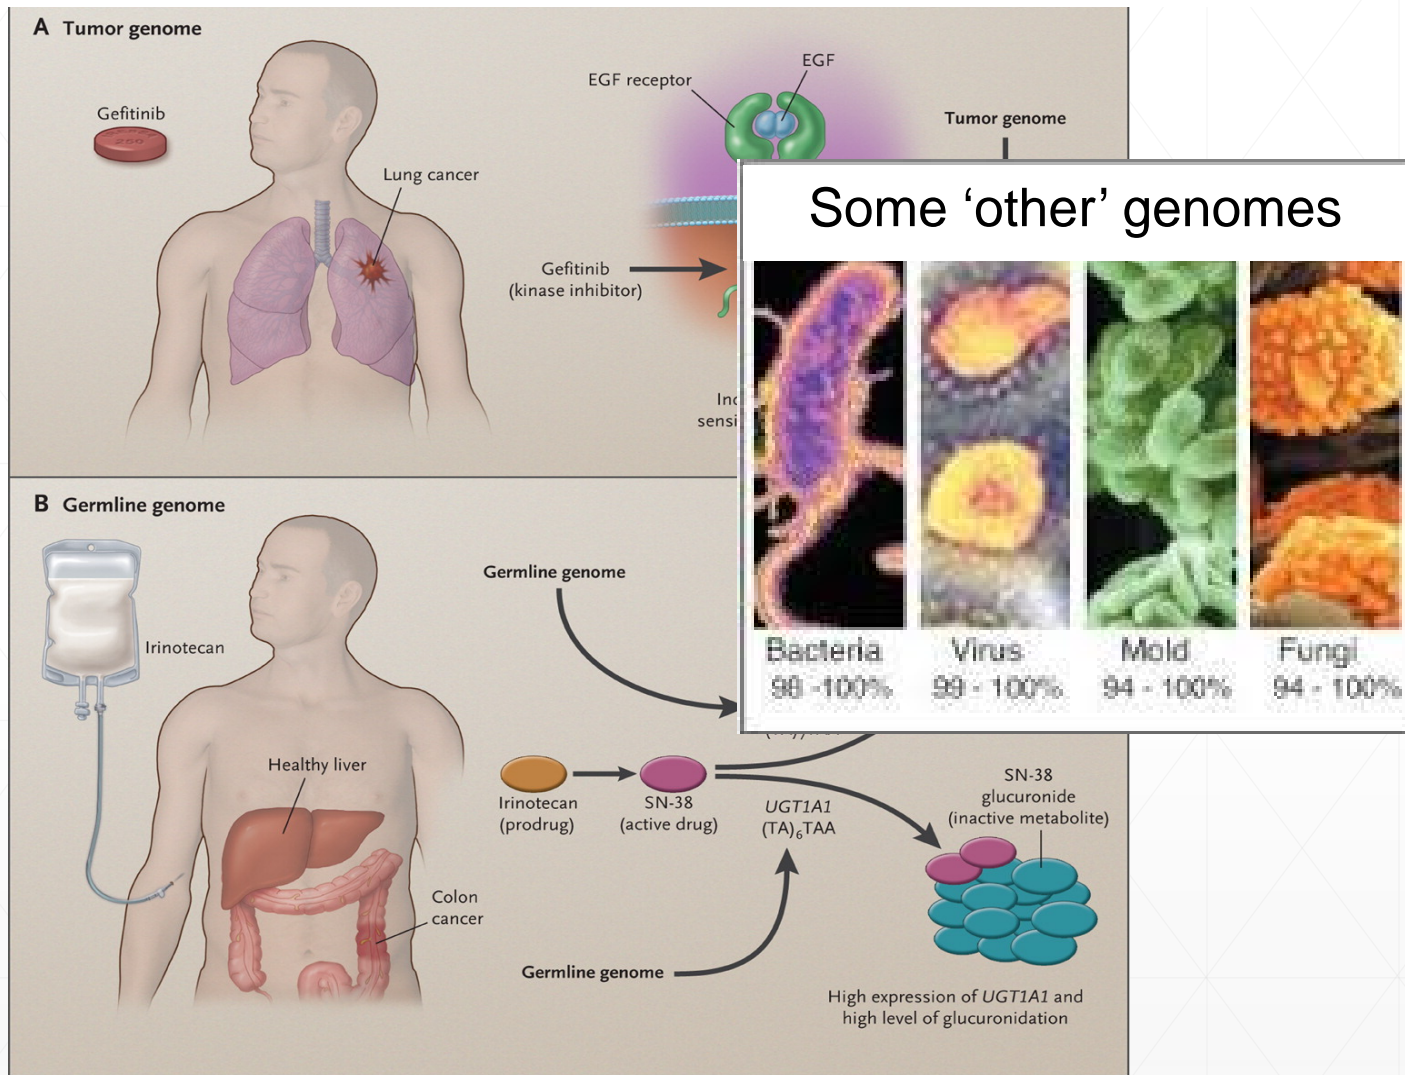 A Tumor genome
Gefitinib
250
Lung cancer
EGF receptor
EGF
Tumor genome
Gefitinib
(kinase inhibitor)
Some ‘other’ genomes
Bacteria
98 -100%
Virus
99 - 100%
Mold
94 - 100%
Fungi
94 - 100%
B Germline genome
Irinotecan
Healthy liver
Colon
cancer
Germline genome
Irinotecan
(prodrug)
SN-38
(active drug)
UGT1A1
(TA)6TAA
Germline genome
SN-38
glucuronide
(inactive metabolite)
High expression of UGT1A1 and
high level of glucuronidation